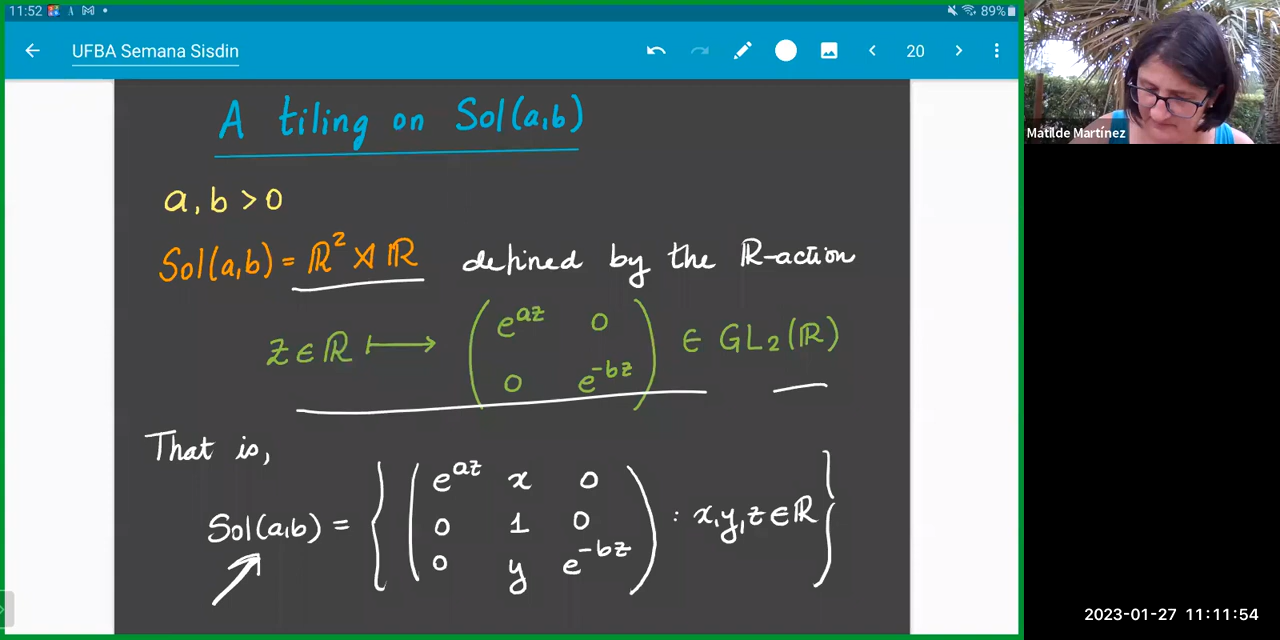 11:52 89%
UFBA Semana Sisdin
20
A tiling on Sol(a,b)
a, b > 0
Sol(a,b) = ℝ² ⋊ ℝ defined by the ℝ-action
z ∈ ℝ ⟼ ( e^{az} 0 ; 0 e^{-bz} ) ∈ GL₂(ℝ)
That is,
Sol(a,b) = { ( e^{az} x 0 ; 0 1 0 ; 0 y e^{-bz} ) : x, y, z ∈ ℝ }
Matilde Martínez
2023-01-27 11:11:54